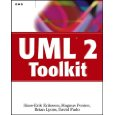 UML 2
Toolkit
Hans-Erik Eriksson, Magnus Penker,
Brian Lyons, David Fado